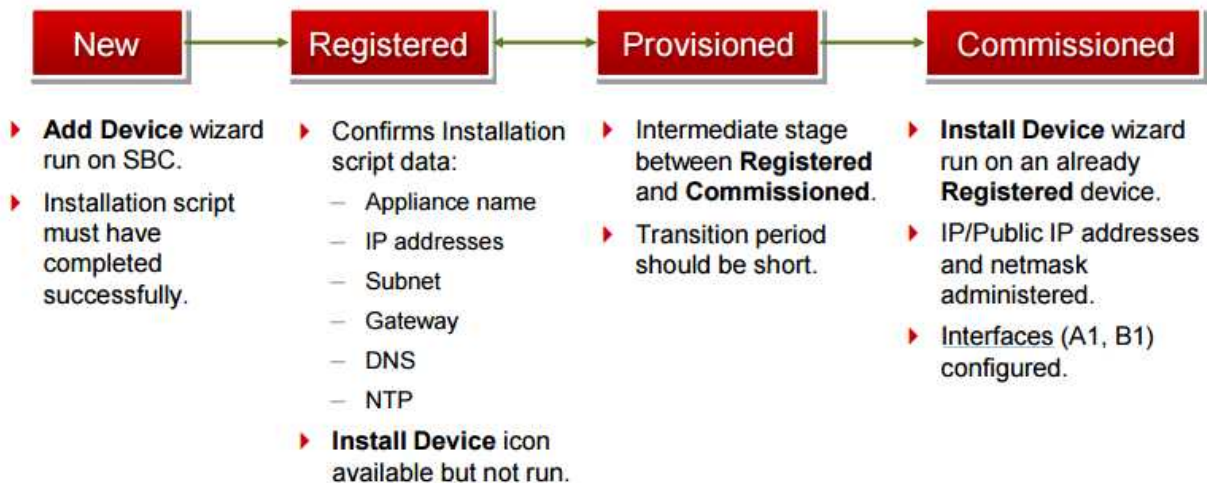 New
Registered
Provisioned
Commissioned
Add Device wizard
run on SBC.
Installation script
must have
completed
successfully.
Confirms Installation
script data:
– Appliance name
– IP addresses
– Subnet
– Gateway
– DNS
– NTP
Install Device icon
available but not run.
Intermediate stage
between Registered
and Commissioned.
Transition period
should be short.
Install Device wizard
run on an already
Registered device.
IP/Public IP addresses
and netmask
administered.
Interfaces (A1, B1)
configured.